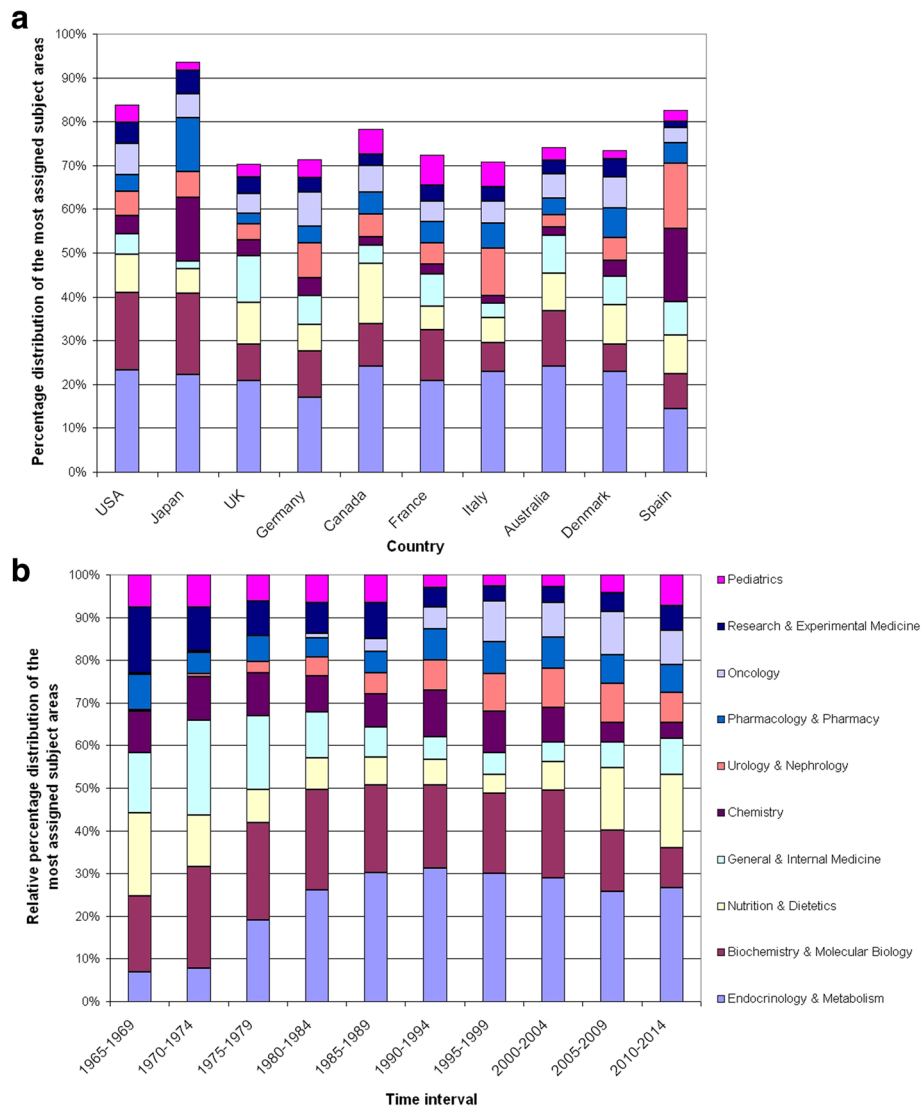 a
100%
90%
80%
70%
60%
50%
40%
30%
20%
10%
0%
Percentage distribution of the most assigned subject areas
USA
Japan
UK
Germany
Canada
France
Italy
Australia
Denmark
Spain
Country
b
100%
90%
80%
70%
60%
50%
40%
30%
20%
10%
0%
Relative percentage distribution of the
most assigned subject areas
1965-1969
1970-1974
1975-1979
1980-1984
1985-1989
1990-1994
1995-1999
2000-2004
2005-2009
2010-2014
Time interval
Pediatrics
Research & Experimental Medicine
Oncology
Pharmacology & Pharmacy
Urology & Nephrology
Chemistry
General & Internal Medicine
Nutrition & Dietetics
Biochemistry & Molecular Biology
Endocrinology & Metabolism